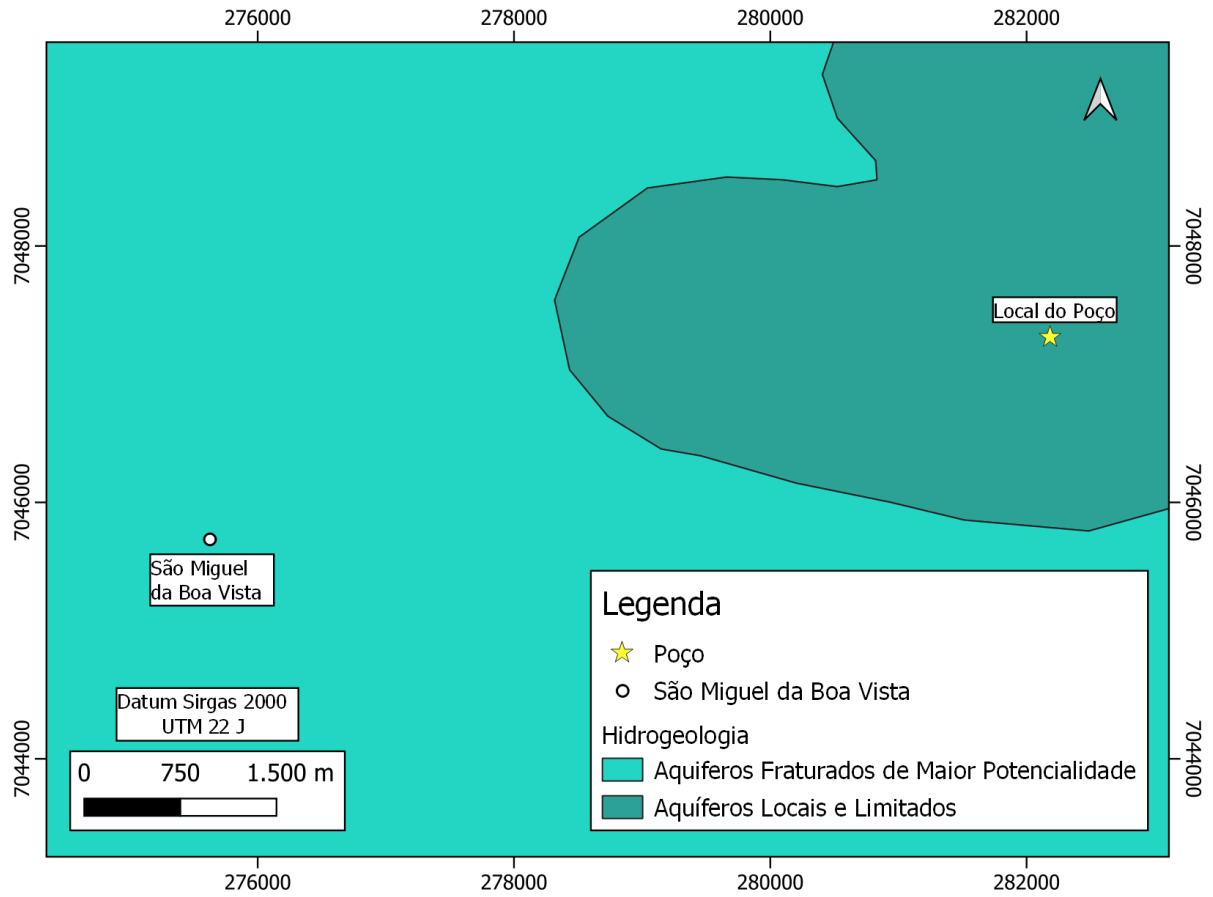 276000
278000
280000
282000
7048000
7048000
Local do Poço
7046000
7046000
São Miguel
da Boa Vista
Legenda
Poço
São Miguel da Boa Vista
Hidrogeologia
Aquiferos Fraturados de Maior Potencialidade
Aquíferos Locais e Limitados
Datum Sirgas 2000
UTM 22 J
0 750 1.500 m
7044000
7044000
276000
278000
280000
282000